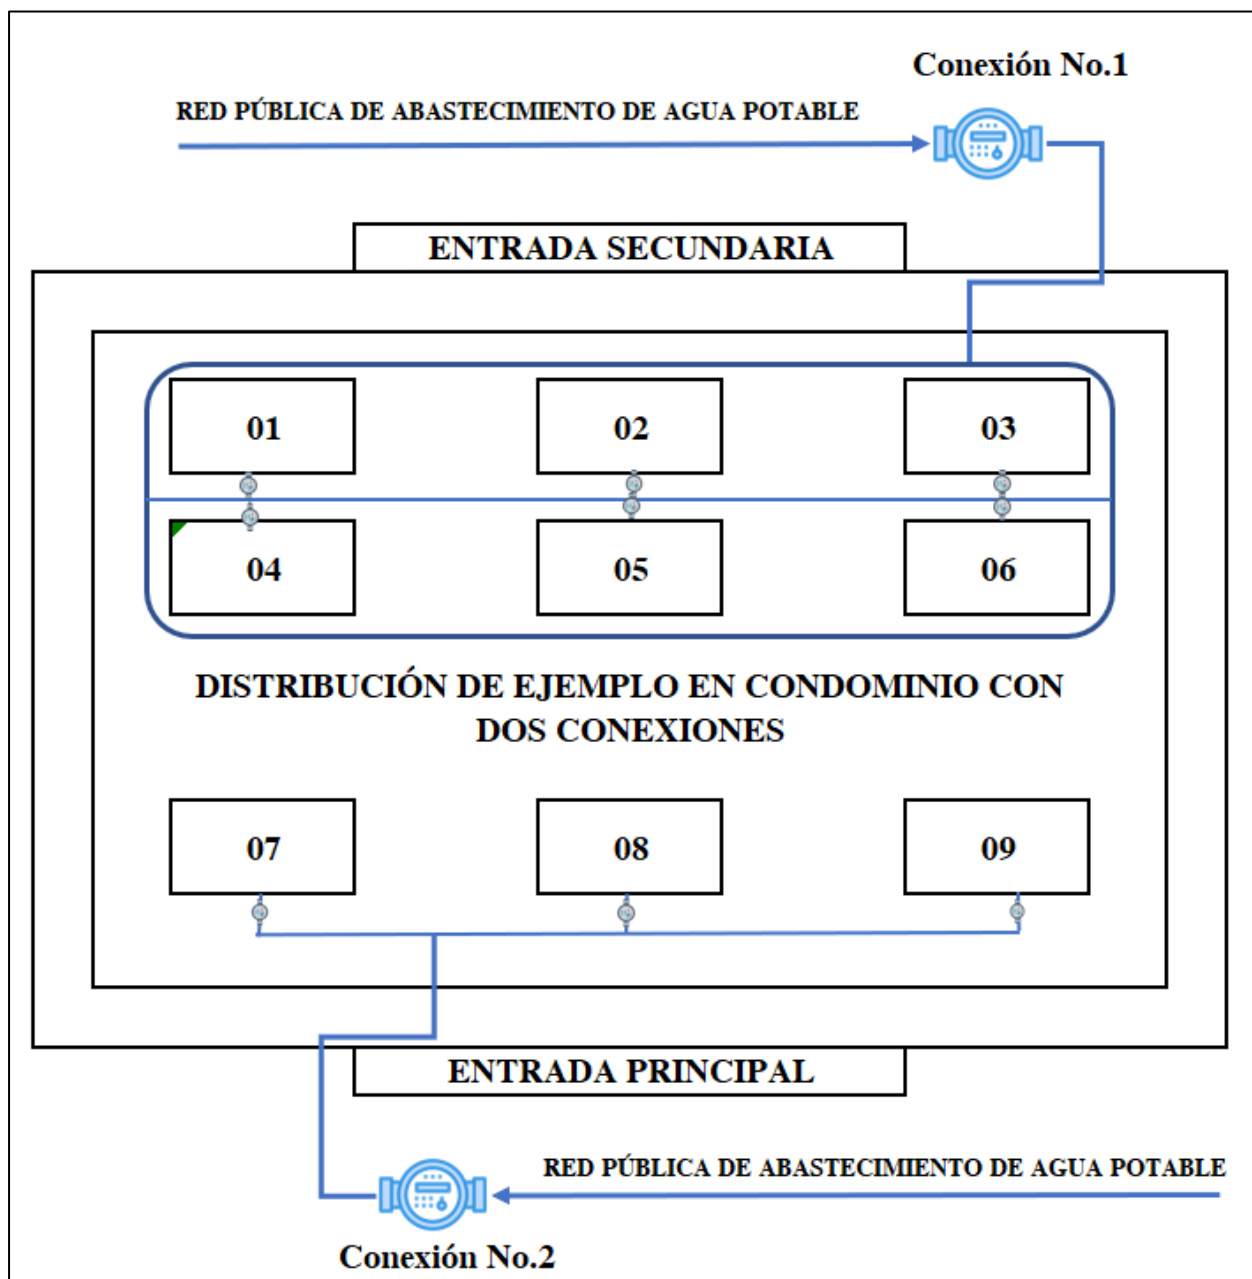 Conexión No.1
RED PÚBLICA DE ABASTECIMIENTO DE AGUA POTABLE
ENTRADA SECUNDARIA
01
02
03
04
05
06
DISTRIBUCIÓN DE EJEMPLO EN CONDOMINIO CON
DOS CONEXIONES
07
08
09
ENTRADA PRINCIPAL
RED PÚBLICA DE ABASTECIMIENTO DE AGUA POTABLE
Conexión No.2